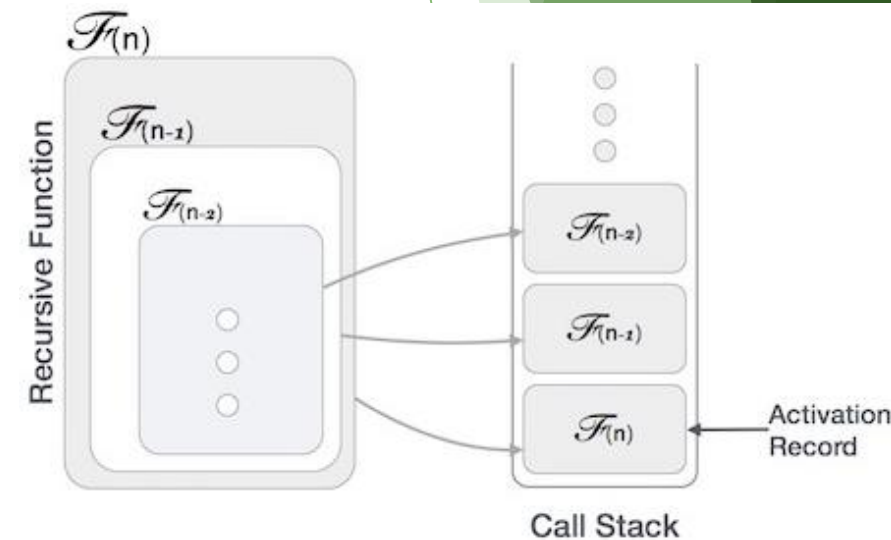 ℱ(n)
ℱ(n-1)
ℱ(n-2)
Recursive Function
ℱ(n-2)
ℱ(n-1)
ℱ(n)
Activation
Record
Call Stack